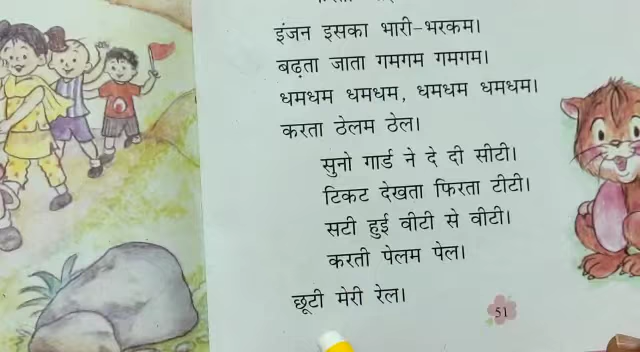 इंजन इसका भारी-भरकम।
बढ़ता जाता गमगम गमगम।
धमधम धमधम, धमधम धमधम।
करता ठेलम ठेल।
सुनो गार्ड ने दे दी सीटी।
टिकट देखता फिरता टीटी।
सटी हुई वीटी से वीटी।
करती पेलम पेल।
छूटी मेरी रेल।
51